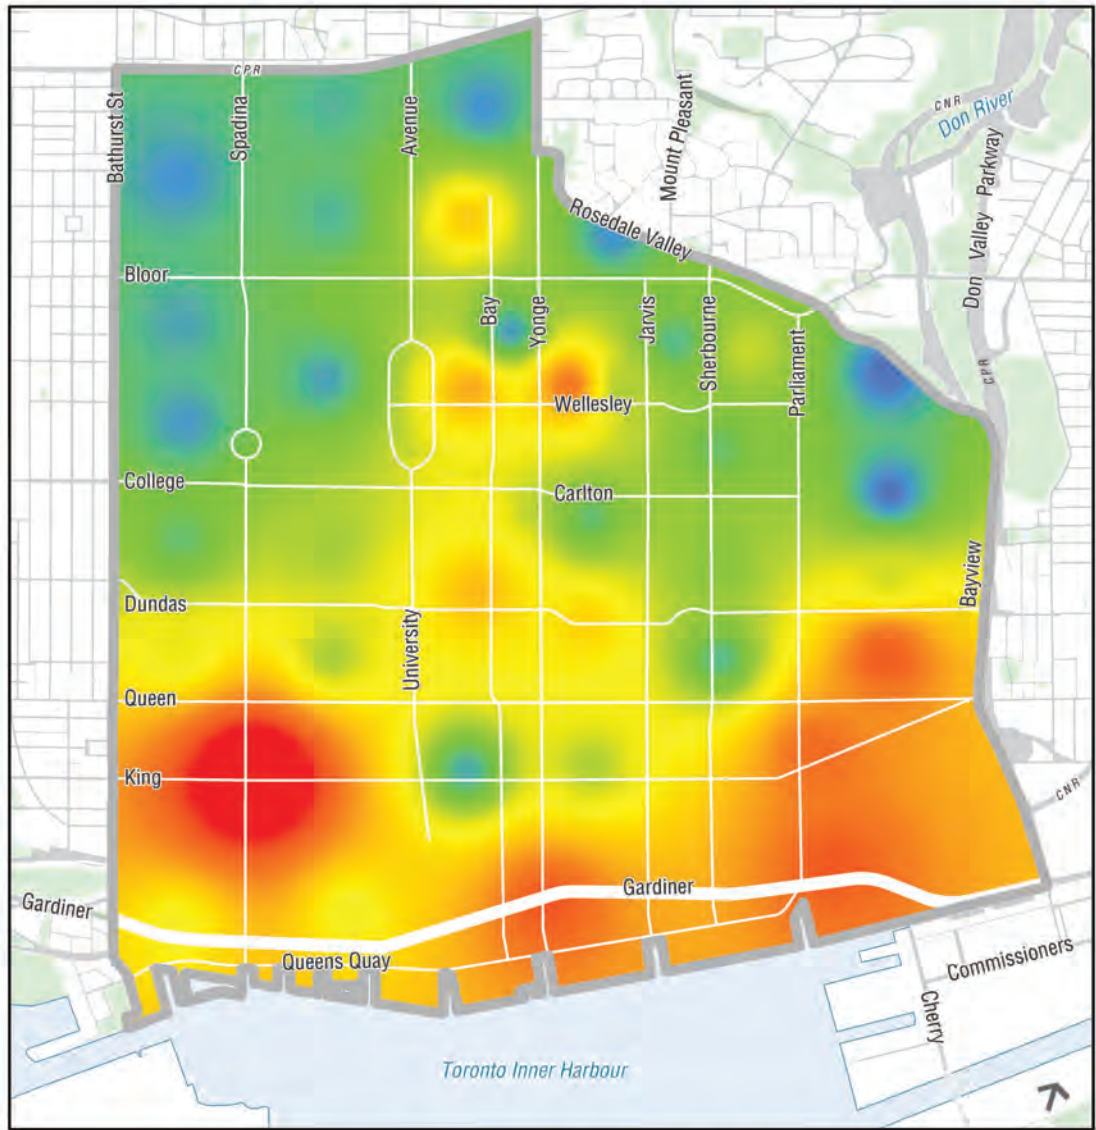 CPR
Bathurst St
Spadina
Avenue
Mount Pleasant
CNR
Don River
Don Valley Parkway
Rosedale Valley
Bloor
Bay
Yonge
Jarvis
Sherbourne
Parliament
CPR
Wellesley
College
Carlton
Bayview
Dundas
University
Queen
King
CNR
Gardiner
Gardiner
Queens Quay
Commissioners
Cherry
Toronto Inner Harbour